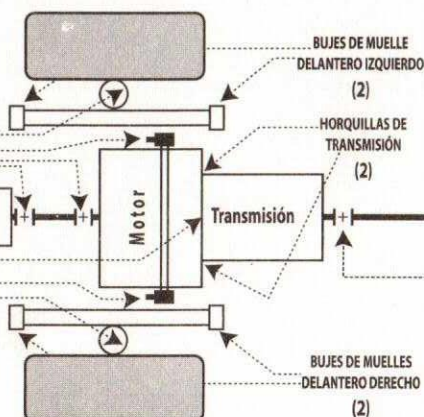 BUJES DE MUELLE
DELANTERO IZQUIERDO
(2)
HORQUILLAS DE
TRANSMISIÓN
(2)
Motor
Transmisión
BUJES DE MUELLES
DELANTERO DERECHO
(2)